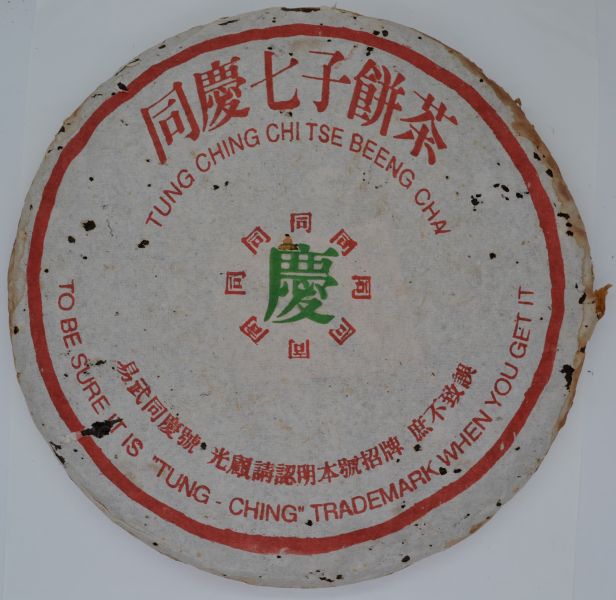 同慶七子餅茶
TUNG CHING CHI TSE BEENG CHA
同 同 同 同 同 同 同 同
慶
易武同慶號 光顧請認明本號招牌 庶不致誤
TO BE SURE IT IS "TUNG - CHING" TRADEMARK WHEN YOU GET IT